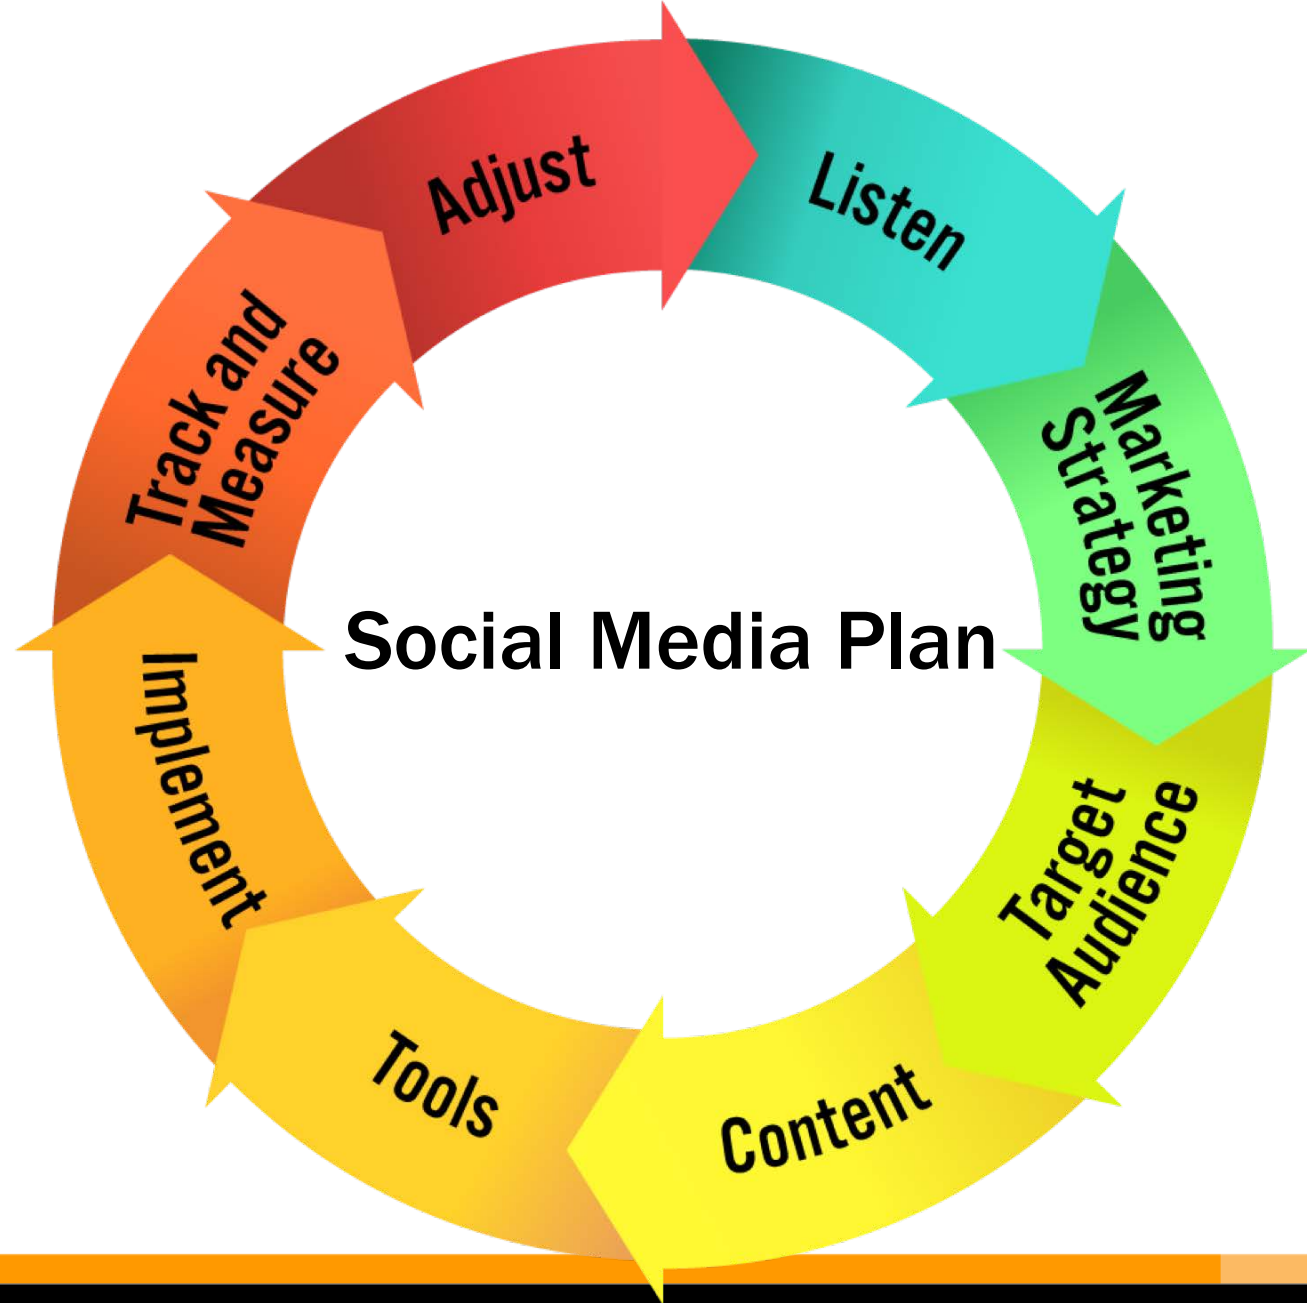 Social Media Plan
Listen
Marketing
Strategy
Target
Audience
Content
Tools
Implement
Track and
Measure
Adjust